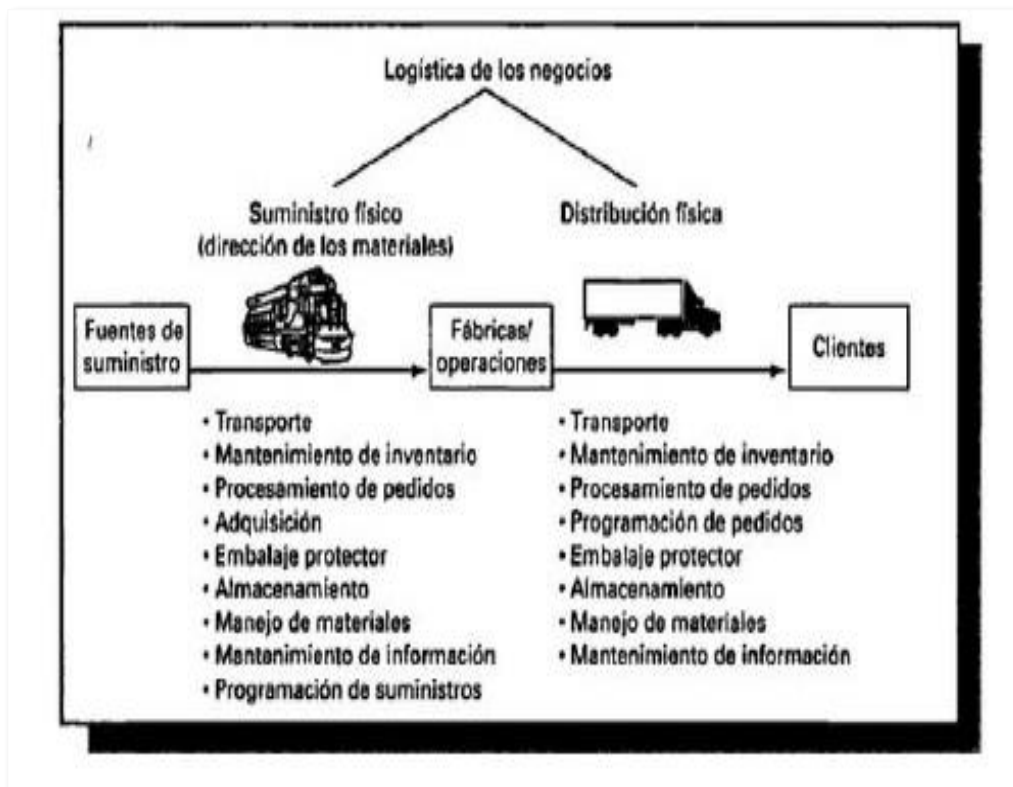 Logística de los negocios
Suministro físico
(dirección de los materiales)
Distribución física
Fuentes de
suministro
Fábricas/
operaciones
Clientes
• Transporte
• Mantenimiento de inventario
• Procesamiento de pedidos
• Adquisición
• Embalaje protector
• Almacenamiento
• Manejo de materiales
• Mantenimiento de información
• Programación de suministros
• Transporte
• Mantenimiento de inventario
• Procesamiento de pedidos
• Programación de pedidos
• Embalaje protector
• Almacenamiento
• Manejo de materiales
• Mantenimiento de información